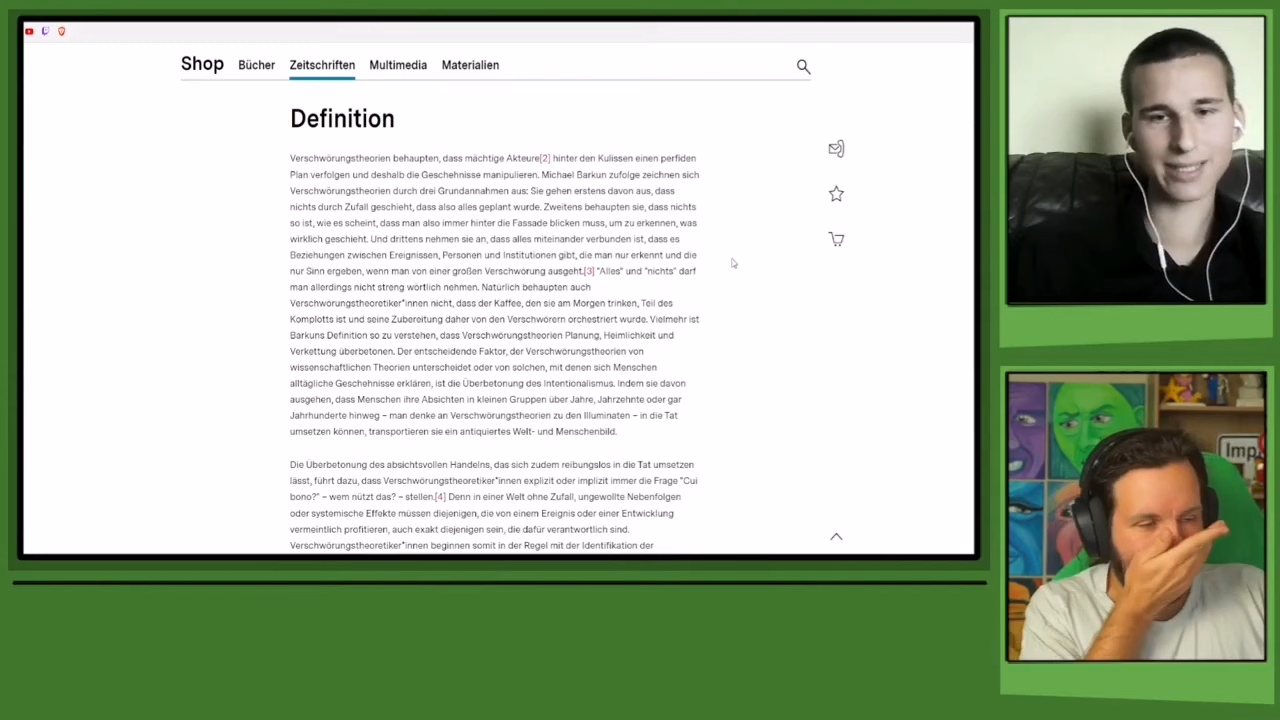 Shop Bücher Zeitschriften Multimedia Materialien
Definition
Verschwörungstheorien behaupten, dass mächtige Akteure[2] hinter den Kulissen einen perfiden
Plan verfolgen und deshalb die Geschehnisse manipulieren. Michael Barkun zufolge zeichnen sich
Verschwörungstheorien durch drei Grundannahmen aus: Sie gehen erstens davon aus, dass
nichts durch Zufall geschieht, dass also alles geplant wurde. Zweitens behaupten sie, dass nichts
so ist, wie es scheint, dass man also immer hinter die Fassade blicken muss, um zu erkennen, was
wirklich geschieht. Und drittens nehmen sie an, dass alles miteinander verbunden ist, dass es
Beziehungen zwischen Ereignissen, Personen und Institutionen gibt, die man nur erkennt und die
nur Sinn ergeben, wenn man von einer großen Verschwörung ausgeht.[3] "Alles" und "nichts" darf
man allerdings nicht streng wörtlich nehmen. Natürlich behaupten auch
Verschwörungstheoretiker*innen nicht, dass der Kaffee, den sie am Morgen trinken, Teil des
Komplotts ist und seine Zubereitung daher von den Verschwörern orchestriert wurde. Vielmehr ist
Barkuns Definition so zu verstehen, dass Verschwörungstheorien Planung, Heimlichkeit und
Verkettung überbetonen. Der entscheidende Faktor, der Verschwörungstheorien von
wissenschaftlichen Theorien unterscheidet oder von solchen, mit denen sich Menschen
alltägliche Geschehnisse erklären, ist die Überbetonung des Intentionalismus. Indem sie davon
ausgehen, dass Menschen ihre Absichten in kleinen Gruppen über Jahre, Jahrzehnte oder gar
Jahrhunderte hinweg – man denke an Verschwörungstheorien zu den Illuminaten – in die Tat
umsetzen können, transportieren sie ein antiquiertes Welt- und Menschenbild.
Die Überbetonung des absichtsvollen Handelns, das sich zudem reibungslos in die Tat umsetzen
lässt, führt dazu, dass Verschwörungstheoretiker*innen explizit oder implizit immer die Frage "Cui
bono?" – wem nützt das? – stellen.[4] Denn in einer Welt ohne Zufall, ungewollte Nebenfolgen
oder systemische Effekte müssen diejenigen, die von einem Ereignis oder einer Entwicklung
vermeintlich profitieren, auch exakt diejenigen sein, die dafür verantwortlich sind.
Verschwörungstheoretiker*innen beginnen somit in der Regel mit der Identifikation der
Imp